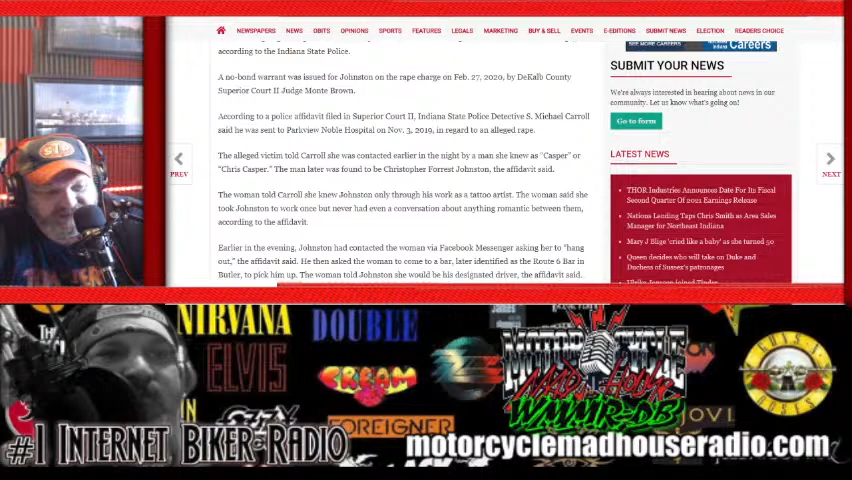 NEWSPAPERS NEWS OBITS OPINIONS SPORTS FEATURES LEGALS MARKETING BUY & SELL EVENTS E-EDITIONS SUBMIT NEWS ELECTION READERS CHOICE
according to the Indiana State Police.
A no-bond warrant was issued for Johnston on the rape charge on Feb. 27, 2020, by DeKalb County
Superior Court II Judge Monte Brown.
According to a police affidavit filed in Superior Court II, Indiana State Police Detective S. Michael Carroll
said he was sent to Parkview Noble Hospital on Nov. 3, 2019, in regard to an alleged rape.
The alleged victim told Carroll she was contacted earlier in the night by a man she knew as “Casper” or
“Chris Casper.” The man later was found to be Christopher Forrest Johnston, the affidavit said.
The woman told Carroll she knew Johnston only through his work as a tattoo artist. The woman said she
took Johnston to work once but never had even a conversation about anything romantic between them,
according to the affidavit.
Earlier in the evening, Johnston had contacted the woman via Facebook Messenger asking her to “hang
out,” the affidavit said. He then asked the woman to come to a bar, later identified as the Route 6 Bar in
Butler, to pick him up. The woman told Johnston she would be his designated driver, the affidavit said.
PREV
NEXT
SEE MORE CAREERS
Careers
SUBMIT YOUR NEWS
We're always interested in hearing about news in our
community. Let us know what's going on!
Go to form
LATEST NEWS
THOR Industries Announces Date For Its Fiscal
Second Quarter Of 2021 Earnings Release
Nations Lending Taps Chris Smith as Area Sales
Manager for Northeast Indiana
Mary J Blige 'cried like a baby' as she turned 50
Queen decides who will take on Duke and
Duchess of Sussex's patronages
Ulrika Jonsson joined Tinder
NIRVANA
DOUBLE
ELVIS
CREAM
STYX
FOREIGNER
MOTORCYCLE
MADHOUSE
WMMR-DB
GUNS N
ROSES
#1 INTERNET BIKER RADIO
motorcyclemadhouseradio.com